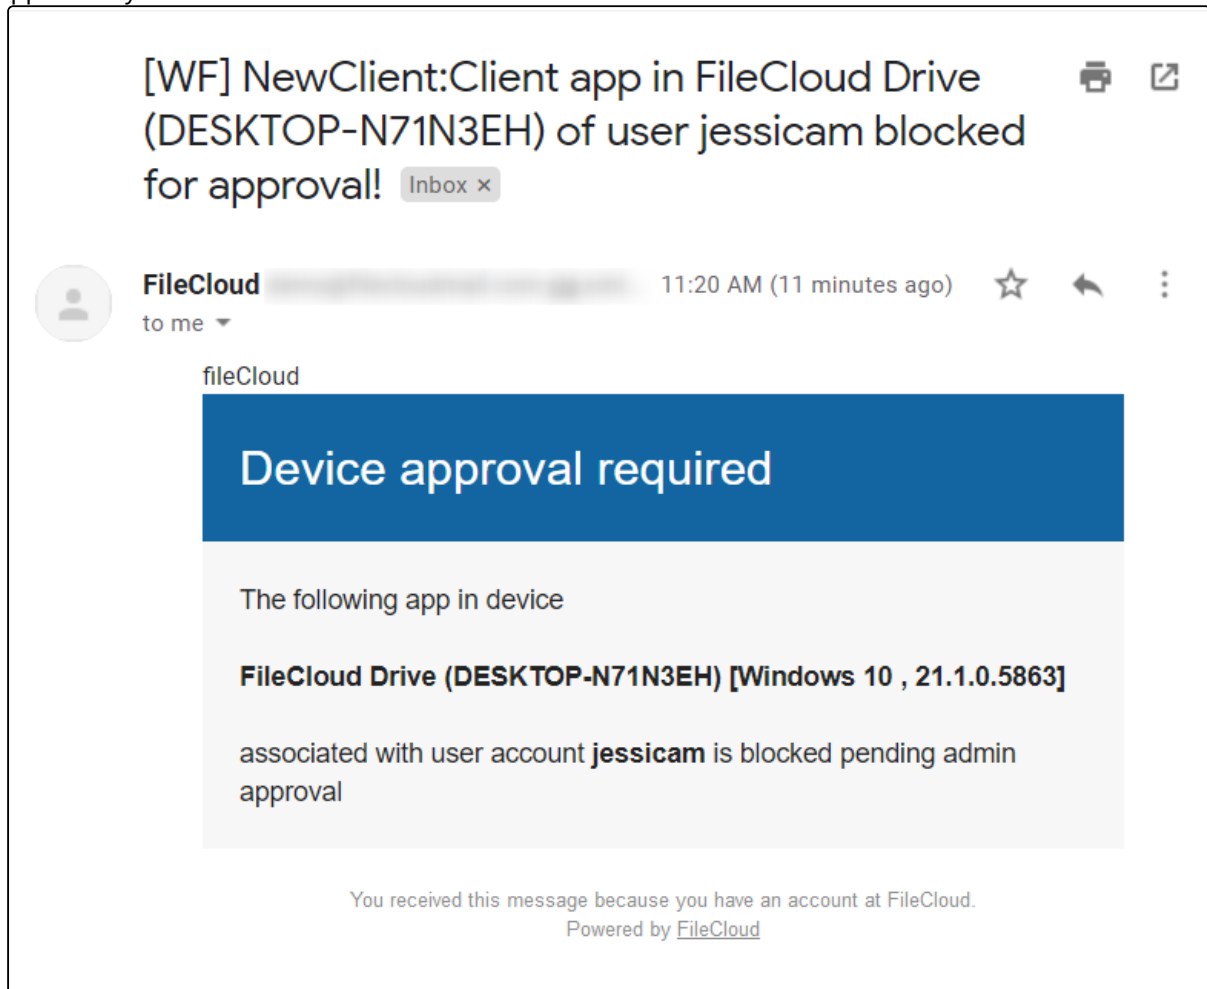 [WF] NewClient:Client app in FileCloud Drive
(DESKTOP-N71N3EH) of user jessicam blocked
for approval! Inbox ×
FileCloud 11:20 AM (11 minutes ago)
to me
fileCloud
Device approval required
The following app in device
FileCloud Drive (DESKTOP-N71N3EH) [Windows 10 , 21.1.0.5863]
associated with user account jessicam is blocked pending admin
approval
You received this message because you have an account at FileCloud.
Powered by FileCloud